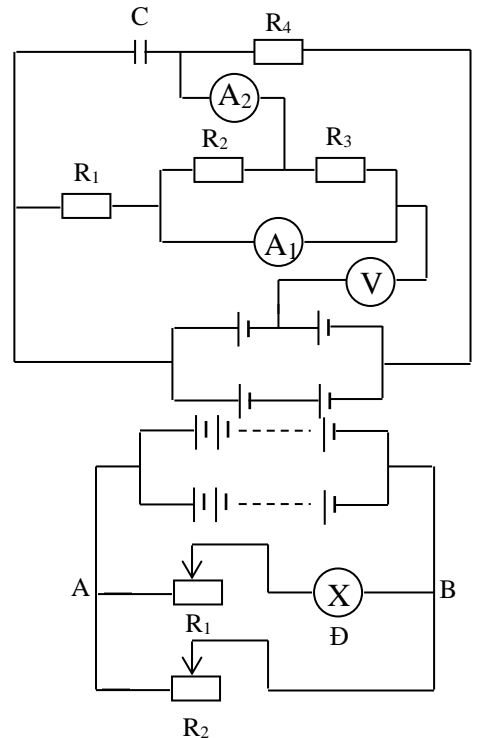 C
R₄
A₂
R₂
R₃
R₁
A₁
V
A
X
B
R₁
Đ
R₂